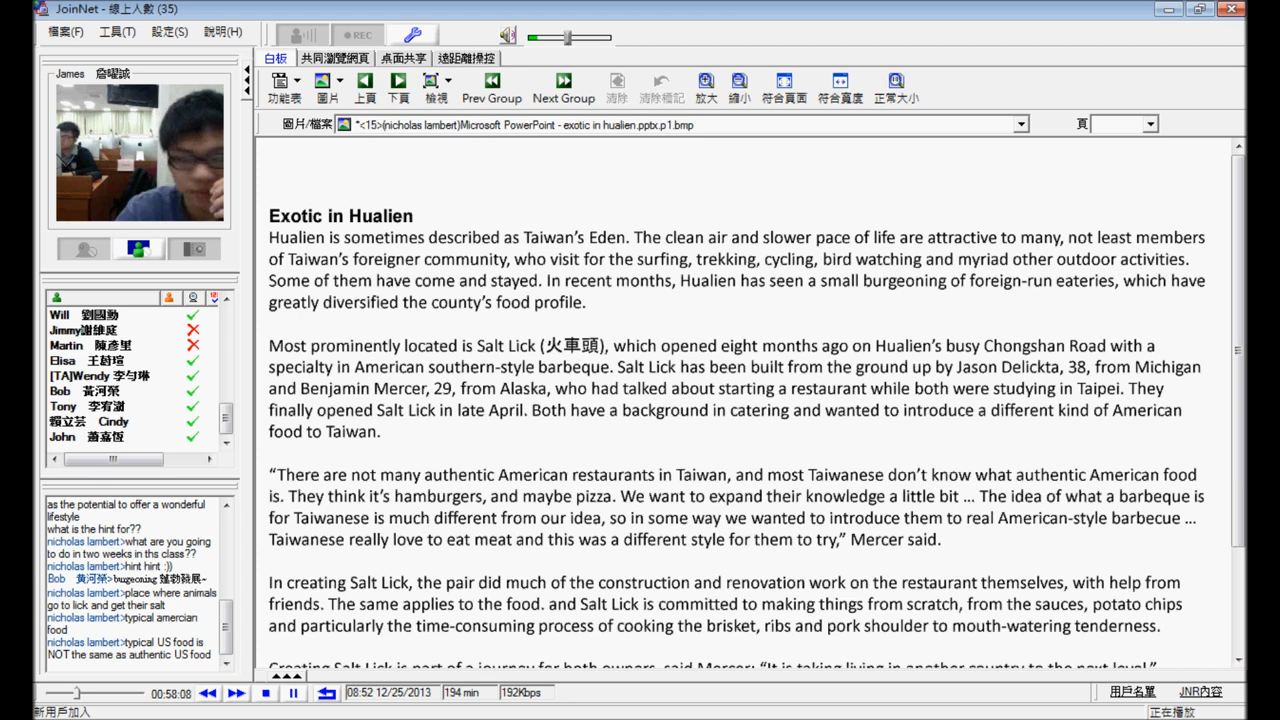 JoinNet - 線上人數 (35)
檔案(F) 工具(T) 設定(S) 說明(H)
REC
James 詹曜誠
白板 共同瀏覽網頁 桌面共享 遠距離操控
功能表 圖片 上頁 下頁 檢視 Prev Group Next Group 清除 清除標記 放大 縮小 符合頁面 符合寬度 正常大小
圖片/檔案 *<15>(nicholas lambert)Microsoft PowerPoint - exotic in hualien.pptx.p1.bmp 頁
Exotic in Hualien
Hualien is sometimes described as Taiwan's Eden. The clean air and slower pace of life are attractive to many, not least members
of Taiwan's foreigner community, who visit for the surfing, trekking, cycling, bird watching and myriad other outdoor activities.
Some of them have come and stayed. In recent months, Hualien has seen a small burgeoning of foreign-run eateries, which have
greatly diversified the county's food profile.
Most prominently located is Salt Lick (火車頭), which opened eight months ago on Hualien's busy Chongshan Road with a
specialty in American southern-style barbeque. Salt Lick has been built from the ground up by Jason Delickta, 38, from Michigan
and Benjamin Mercer, 29, from Alaska, who had talked about starting a restaurant while both were studying in Taipei. They
finally opened Salt Lick in late April. Both have a background in catering and wanted to introduce a different kind of American
food to Taiwan.
“There are not many authentic American restaurants in Taiwan, and most Taiwanese don't know what authentic American food
is. They think it's hamburgers, and maybe pizza. We want to expand their knowledge a little bit ... The idea of what a barbeque is
for Taiwanese is much different from our idea, so in some way we wanted to introduce them to real American-style barbecue ...
Taiwanese really love to eat meat and this was a different style for them to try,” Mercer said.
In creating Salt Lick, the pair did much of the construction and renovation work on the restaurant themselves, with help from
friends. The same applies to the food. and Salt Lick is committed to making things from scratch, from the sauces, potato chips
and particularly the time-consuming process of cooking the brisket, ribs and pork shoulder to mouth-watering tenderness.
Creating Salt Lick is part of a journey for both owners, said Mercer: “It is taking living in another country to the next level.”
Will 劉國勳
Jimmy謝維庭
Martin 陳彥里
Elisa 王蒔瑄
[TA]Wendy 李勻琳
Bob 黃河榮
Tony 李宥澍
賴立芸 Cindy
John 蕭嘉恆
as the potential to offer a wonderful
lifestyle
what is the hint for??
nicholas lambert>what are you going
to do in two weeks in ths class??
nicholas lambert>hint hint :))
Bob 黃河榮>burgeoning 蓬勃發展~
nicholas lambert>place where animals
go to lick and get their salt
nicholas lambert>typical amercian
food
nicholas lambert>typical US food is
NOT the same as authentic US food
00:58:08 08:52 12/25/2013 194 min 192Kbps 用戶名單 JNR內容
新用戶加入 正在播放